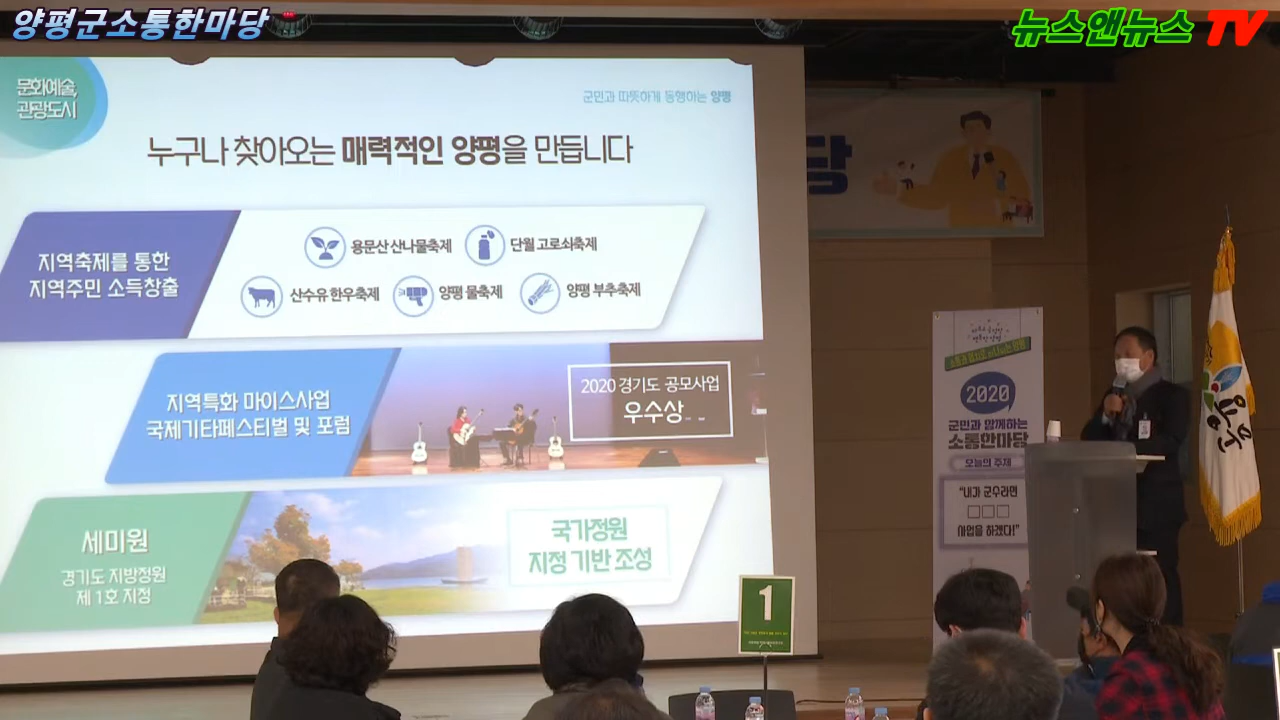 양평군소통한마당
뉴스앤뉴스 TV
문화예술,
관광도시
군민과 따뜻하게 동행하는 양평
누구나 찾아오는 매력적인 양평을 만듭니다
지역축제를 통한
지역주민 소득창출
용문산 산나물축제
단월 고로쇠축제
산수유 한우축제
양평 물축제
양평 부추축제
지역특화 마이스사업
국제기타페스티벌 및 포럼
2020 경기도 공모사업
우수상
세미원
경기도 지방정원
제 1호 지정
국가정원
지정 기반 조성
당
2020
군민과 함께하는
소통한마당
오늘의 주제
"내가 군수라면
□□□
사업을 하겠다!"
1